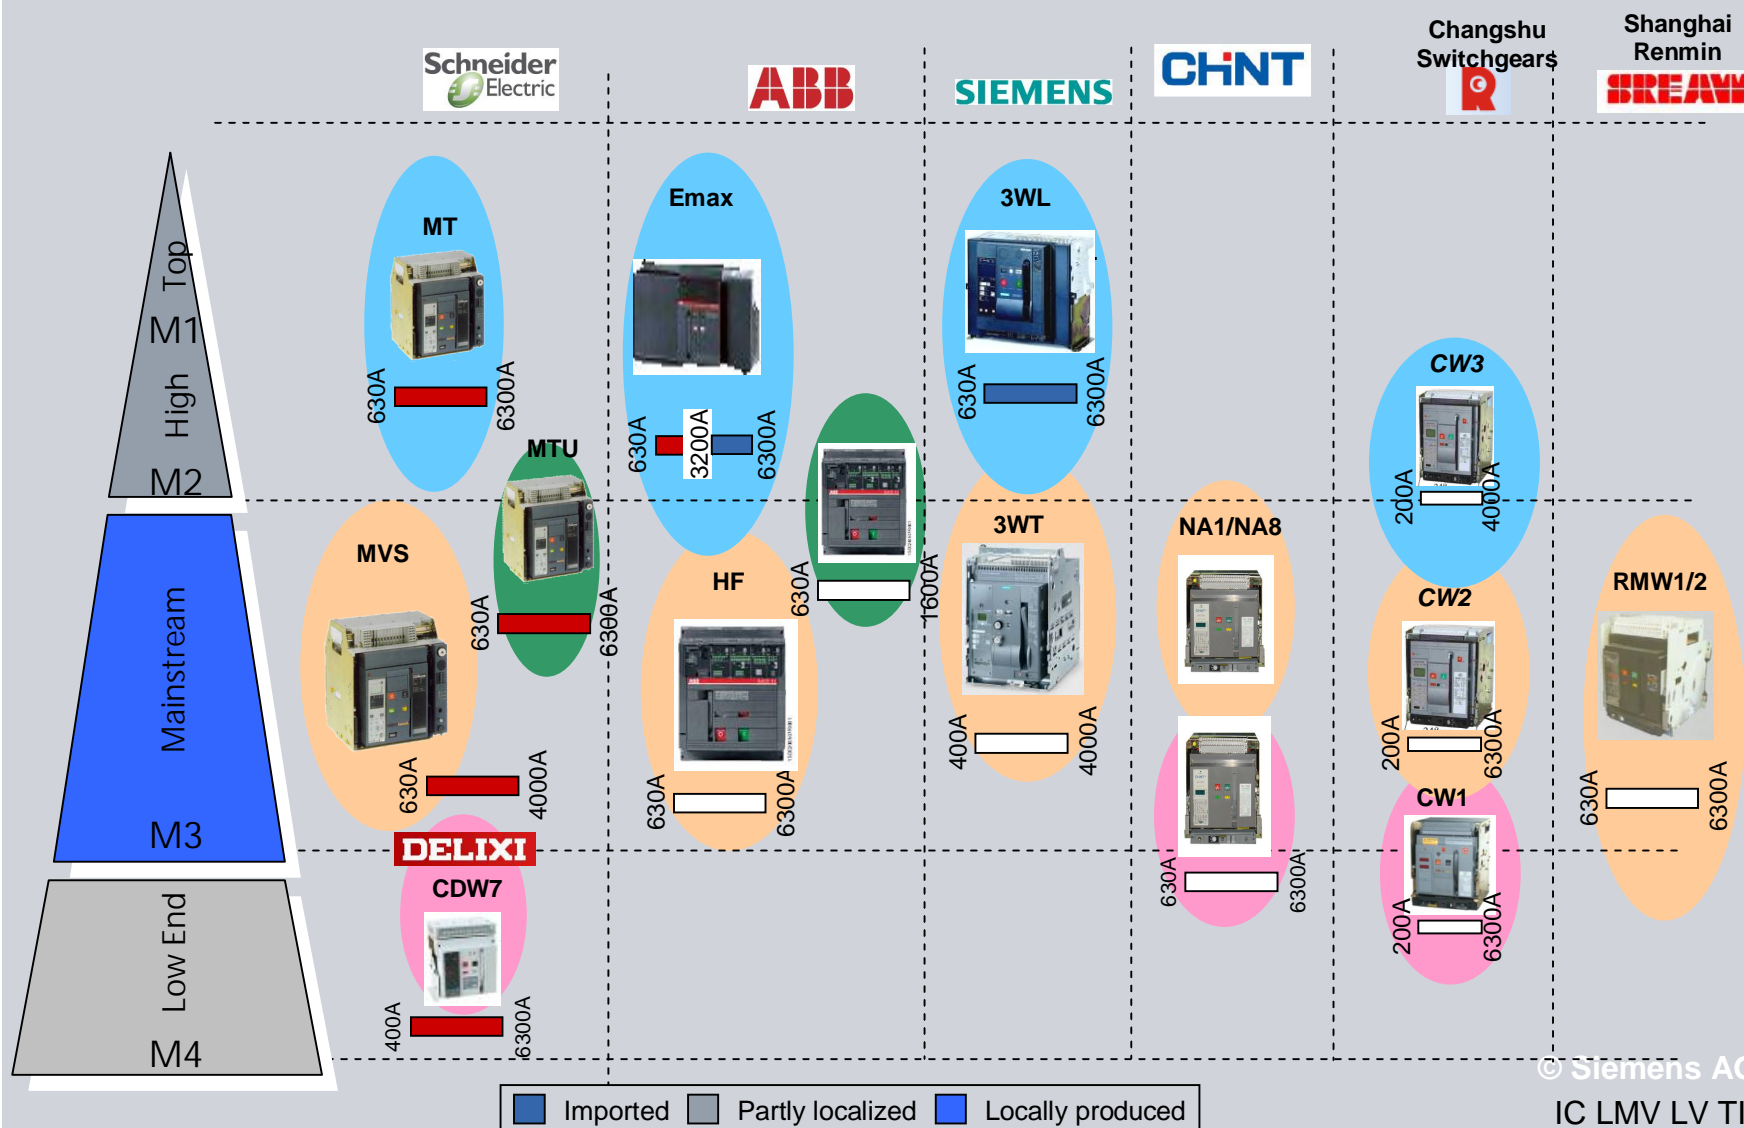 Schneider
Electric
ABB
SIEMENS
CHiNT
Changshu
Switchgears
R
Shanghai
Renmin
Top
M1
High
M2
Mainstream
M3
Low End
M4
MT
630A
6300A
MTU
630A
6300A
MVS
630A
4000A
DELIXI
CDW7
400A
6300A
Emax
630A
3200A
6300A
630A
1600A
HF
630A
6300A
3WL
630A
6300A
3WT
400A
4000A
NA1/NA8
630A
6300A
CW3
200A
4000A
CW2
200A
6300A
CW1
200A
6300A
RMW1/2
630A
6300A
Imported
Partly localized
Locally produced
© Siemens AG
IC LMV LV TI